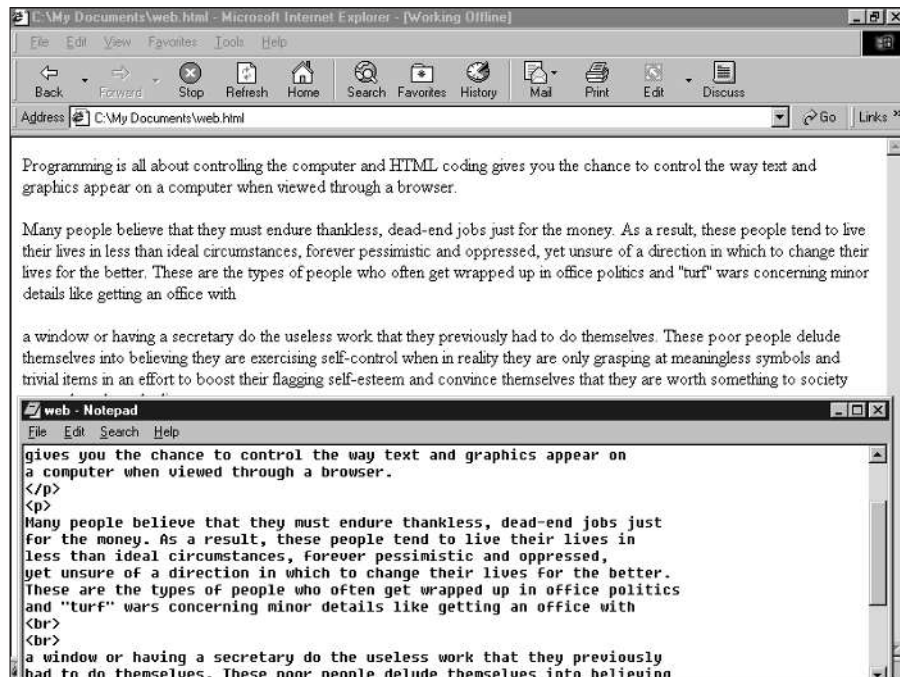 C:\My Documents\web.html - Microsoft Internet Explorer - [Working Offline]
File Edit View Favorites Tools Help
Back Forward Stop Refresh Home Search Favorites History Mail Print Edit Discuss
Address C:\My Documents\web.html Go Links »
Programming is all about controlling the computer and HTML coding gives you the chance to control the way text and
graphics appear on a computer when viewed through a browser.
Many people believe that they must endure thankless, dead-end jobs just for the money. As a result, these people tend to live
their lives in less than ideal circumstances, forever pessimistic and oppressed, yet unsure of a direction in which to change their
lives for the better. These are the types of people who often get wrapped up in office politics and "turf" wars concerning minor
details like getting an office with
a window or having a secretary do the useless work that they previously had to do themselves. These poor people delude
themselves into believing they are exercising self-control when in reality they are only grasping at meaningless symbols and
trivial items in an effort to boost their flagging self-esteem and convince themselves that they are worth something to society
web - Notepad
File Edit Search Help
gives you the chance to control the way text and graphics appear on
a computer when viewed through a browser.
</p>
<p>
Many people believe that they must endure thankless, dead-end jobs just
for the money. As a result, these people tend to live their lives in
less than ideal circumstances, forever pessimistic and oppressed,
yet unsure of a direction in which to change their lives for the better.
These are the types of people who often get wrapped up in office politics
and "turf" wars concerning minor details like getting an office with
<br>
<br>
a window or having a secretary do the useless work that they previously
had to do themselves. These poor people delude themselves into believing